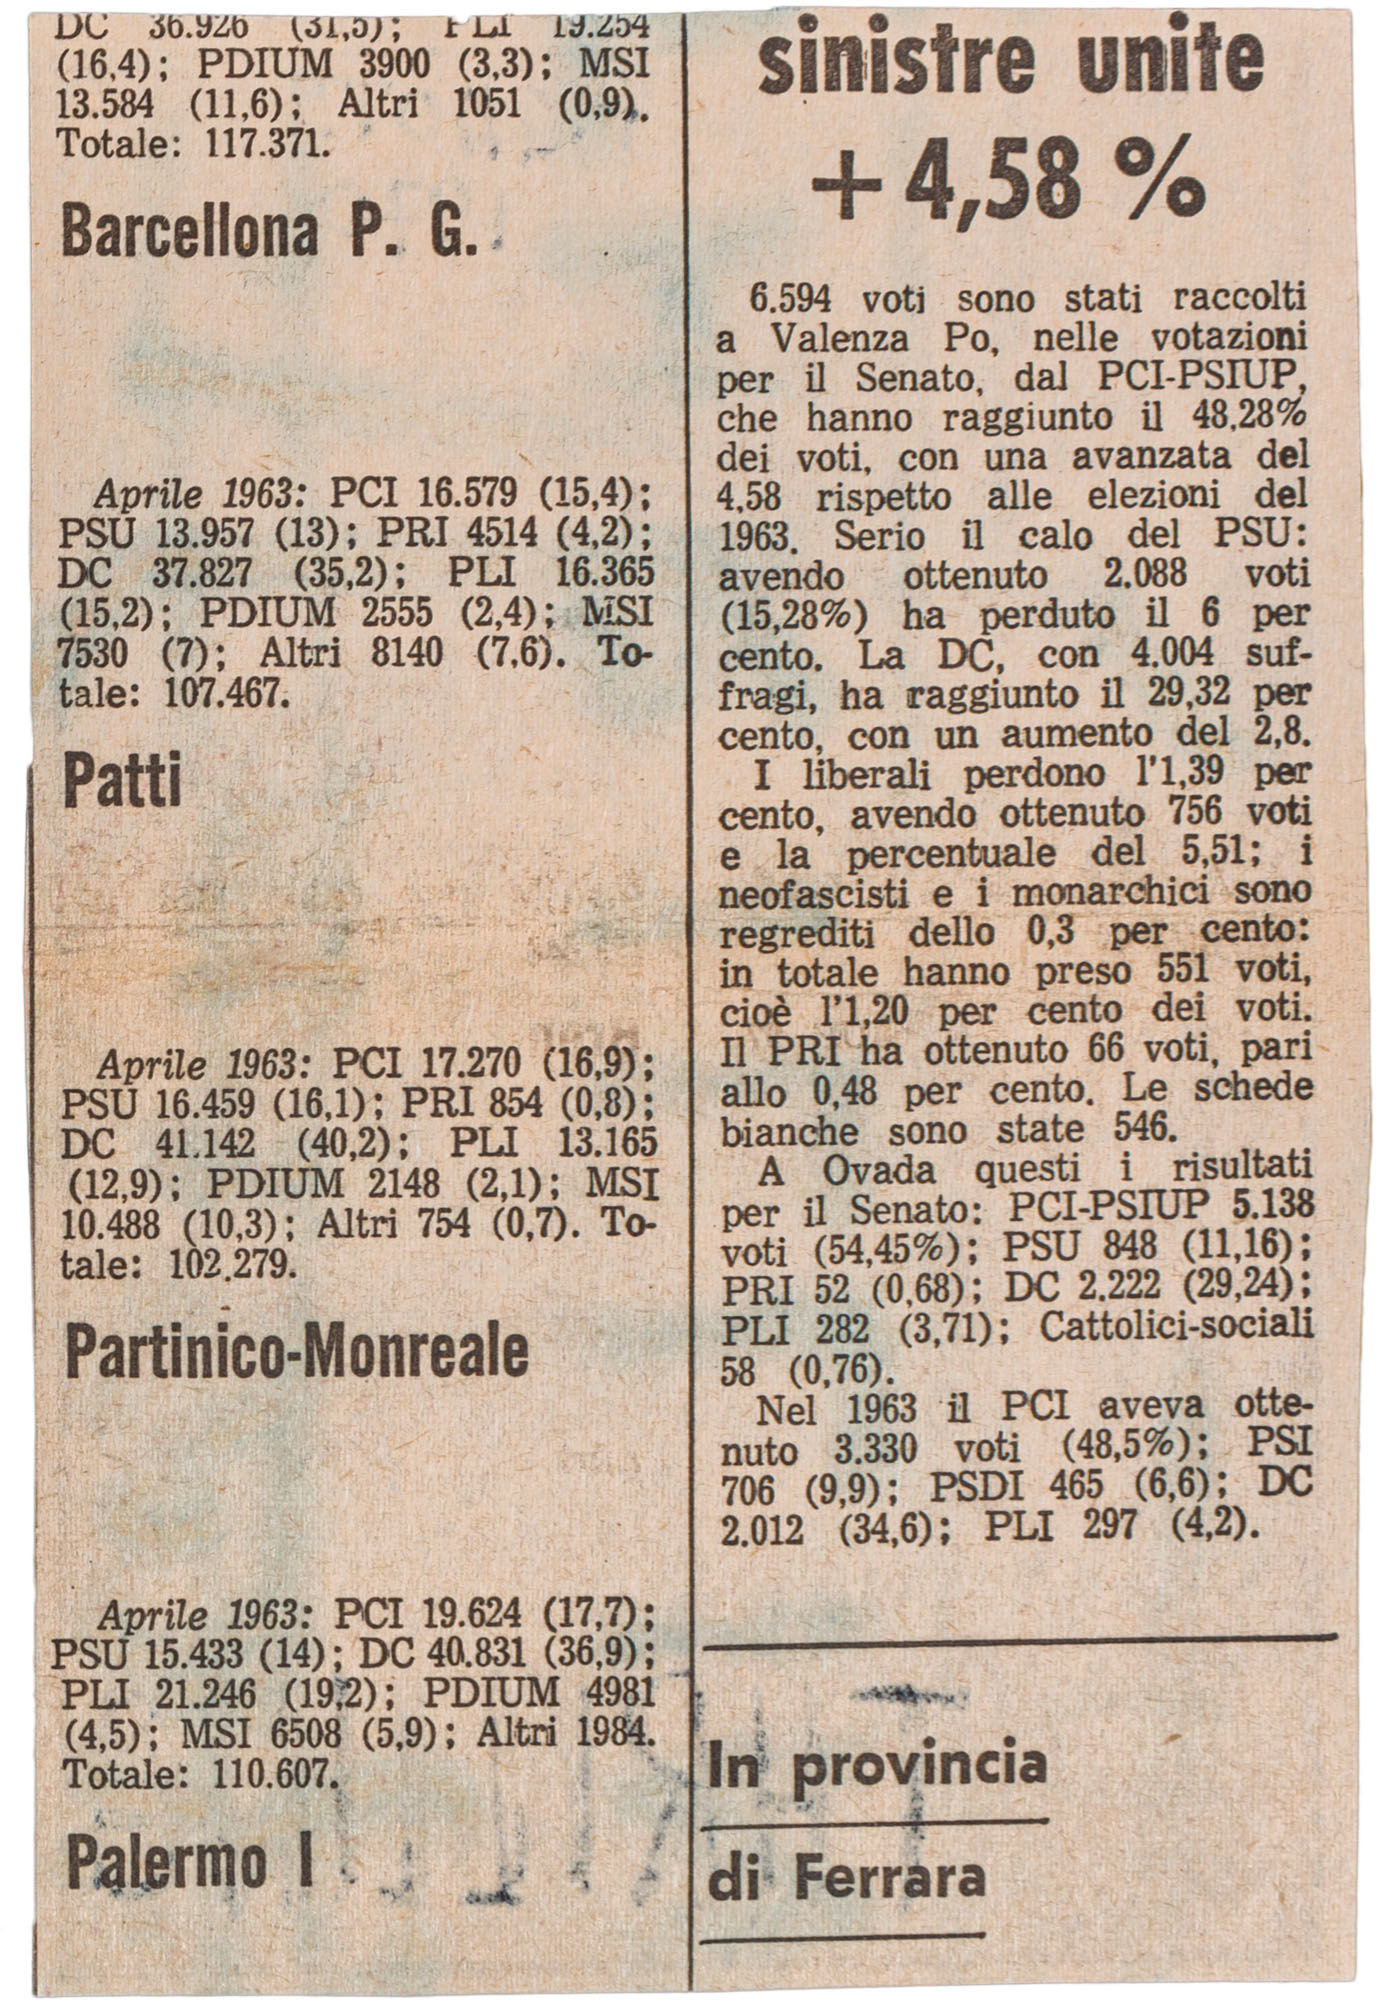 DC 36.926 (31,5); PLI 19.254
(16,4); PDIUM 3900 (3,3); MSI
13.584 (11,6); Altri 1051 (0,9).
Totale: 117.371.
Barcellona P. G.
Aprile 1963: PCI 16.579 (15,4);
PSU 13.957 (13); PRI 4514 (4,2);
DC 37.827 (35,2); PLI 16.365
(15,2); PDIUM 2555 (2,4); MSI
7530 (7); Altri 8140 (7,6). To-
tale: 107.467.
Patti
Aprile 1963: PCI 17.270 (16,9);
PSU 16.459 (16,1); PRI 854 (0,8);
DC 41.142 (40,2); PLI 13.165
(12,9); PDIUM 2148 (2,1); MSI
10.488 (10,3); Altri 754 (0,7). To-
tale: 102.279.
Partinico-Monreale
Aprile 1963: PCI 19.624 (17,7);
PSU 15.433 (14); DC 40.831 (36,9);
PLI 21.246 (19,2); PDIUM 4981
(4,5); MSI 6508 (5,9); Altri 1984.
Totale: 110.607.
Palermo I
sinistre unite
+ 4,58 %
6.594 voti sono stati raccolti
a Valenza Po, nelle votazioni
per il Senato, dal PCI-PSIUP,
che hanno raggiunto il 48,28%
dei voti, con una avanzata del
4,58 rispetto alle elezioni del
1963. Serio il calo del PSU:
avendo ottenuto 2.088 voti
(15,28%) ha perduto il 6 per
cento. La DC, con 4.004 suf-
fragi, ha raggiunto il 29,32 per
cento, con un aumento del 2,8.
I liberali perdono l'1,39 per
cento, avendo ottenuto 756 voti
e la percentuale del 5,51; i
neofascisti e i monarchici sono
regrediti dello 0,3 per cento:
in totale hanno preso 551 voti,
cioè l'1,20 per cento dei voti.
Il PRI ha ottenuto 66 voti, pari
allo 0,48 per cento. Le schede
bianche sono state 546.
A Ovada questi i risultati
per il Senato: PCI-PSIUP 5.138
voti (54,45%); PSU 848 (11,16);
PRI 52 (0,68); DC 2.222 (29,24);
PLI 282 (3,71); Cattolici-sociali
58 (0,76).
Nel 1963 il PCI aveva otte-
nuto 3.330 voti (48,5%); PSI
706 (9,9); PSDI 465 (6,6); DC
2.012 (34,6); PLI 297 (4,2).
In provincia
di Ferrara